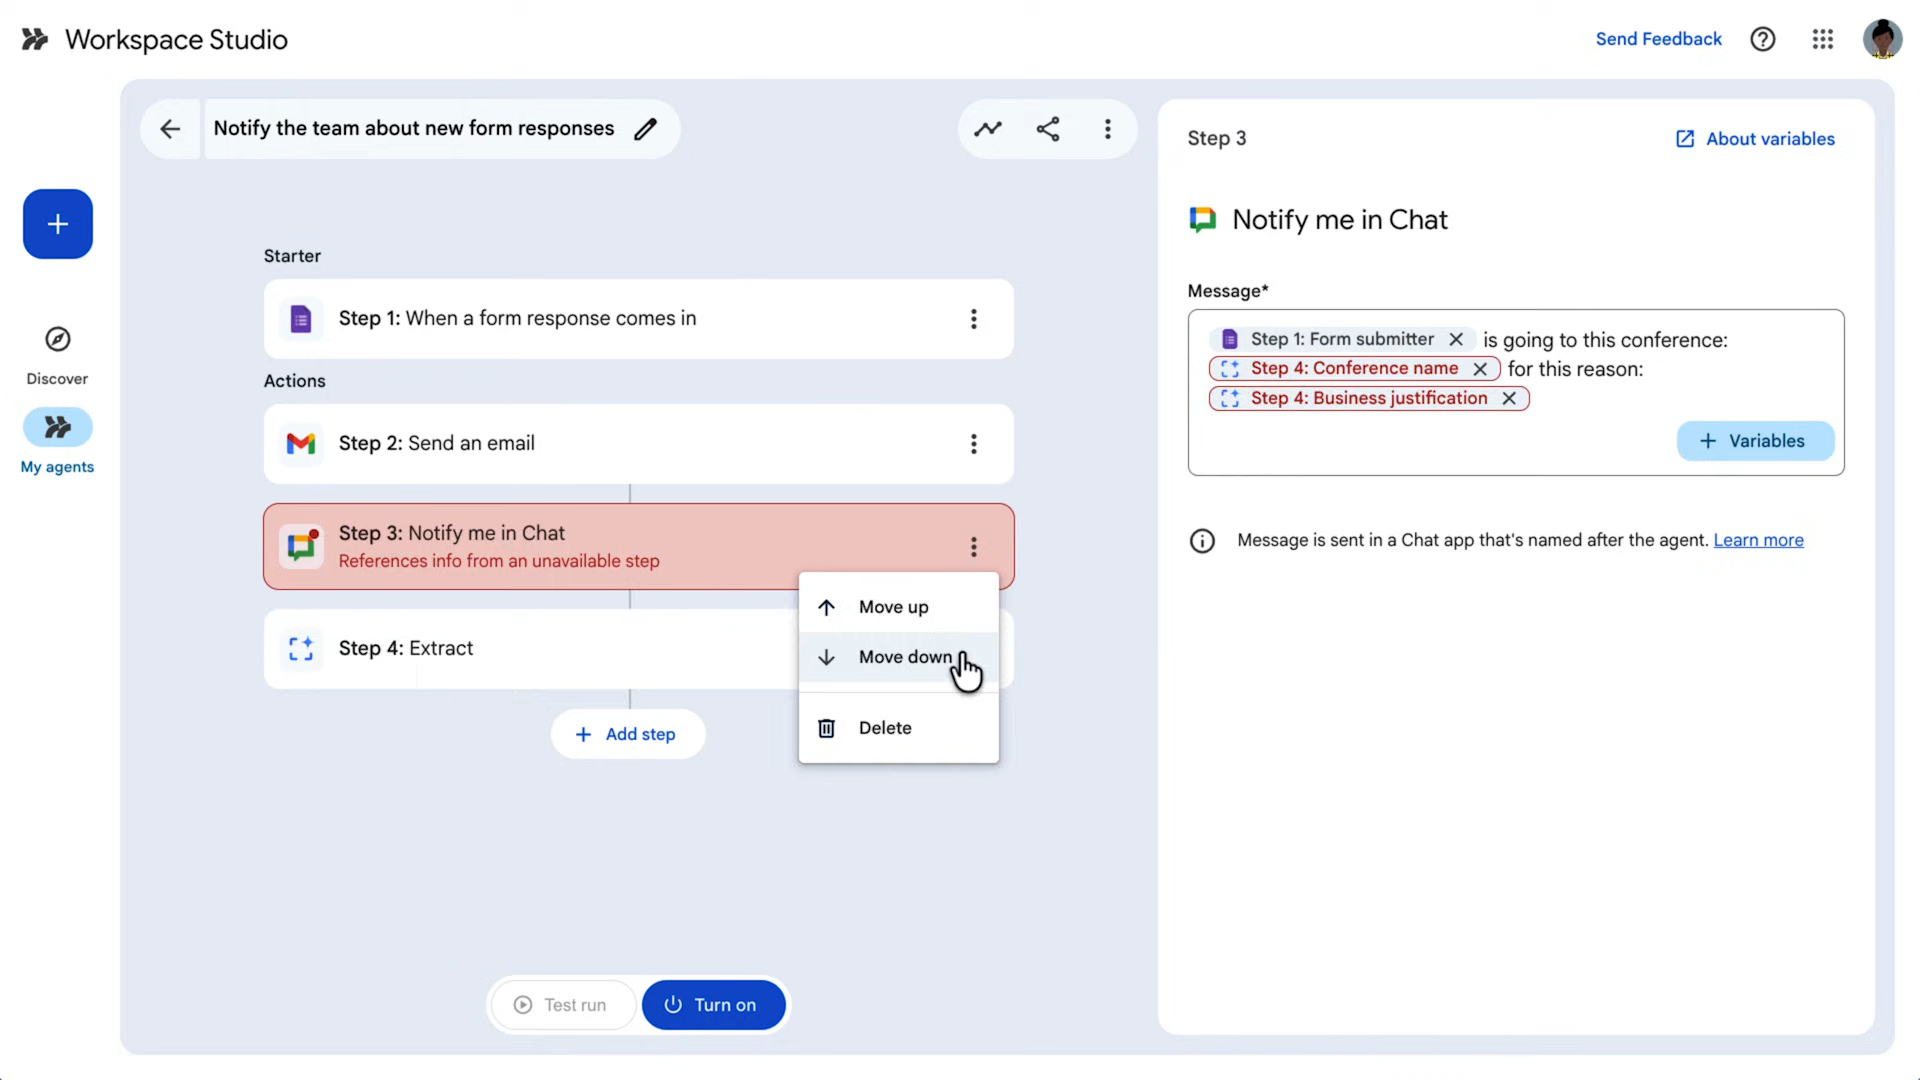 Workspace Studio
Send Feedback
Notify the team about new form responses
Discover
My agents
Starter
Step 1: When a form response comes in
Actions
Step 2: Send an email
Step 3: Notify me in Chat
References info from an unavailable step
Step 4: Extract
Add step
Move up
Move down
Delete
Test run
Turn on
Step 3
About variables
Notify me in Chat
Message*
Step 1: Form submitter is going to this conference:
Step 4: Conference name for this reason:
Step 4: Business justification
Variables
Message is sent in a Chat app that's named after the agent. Learn more